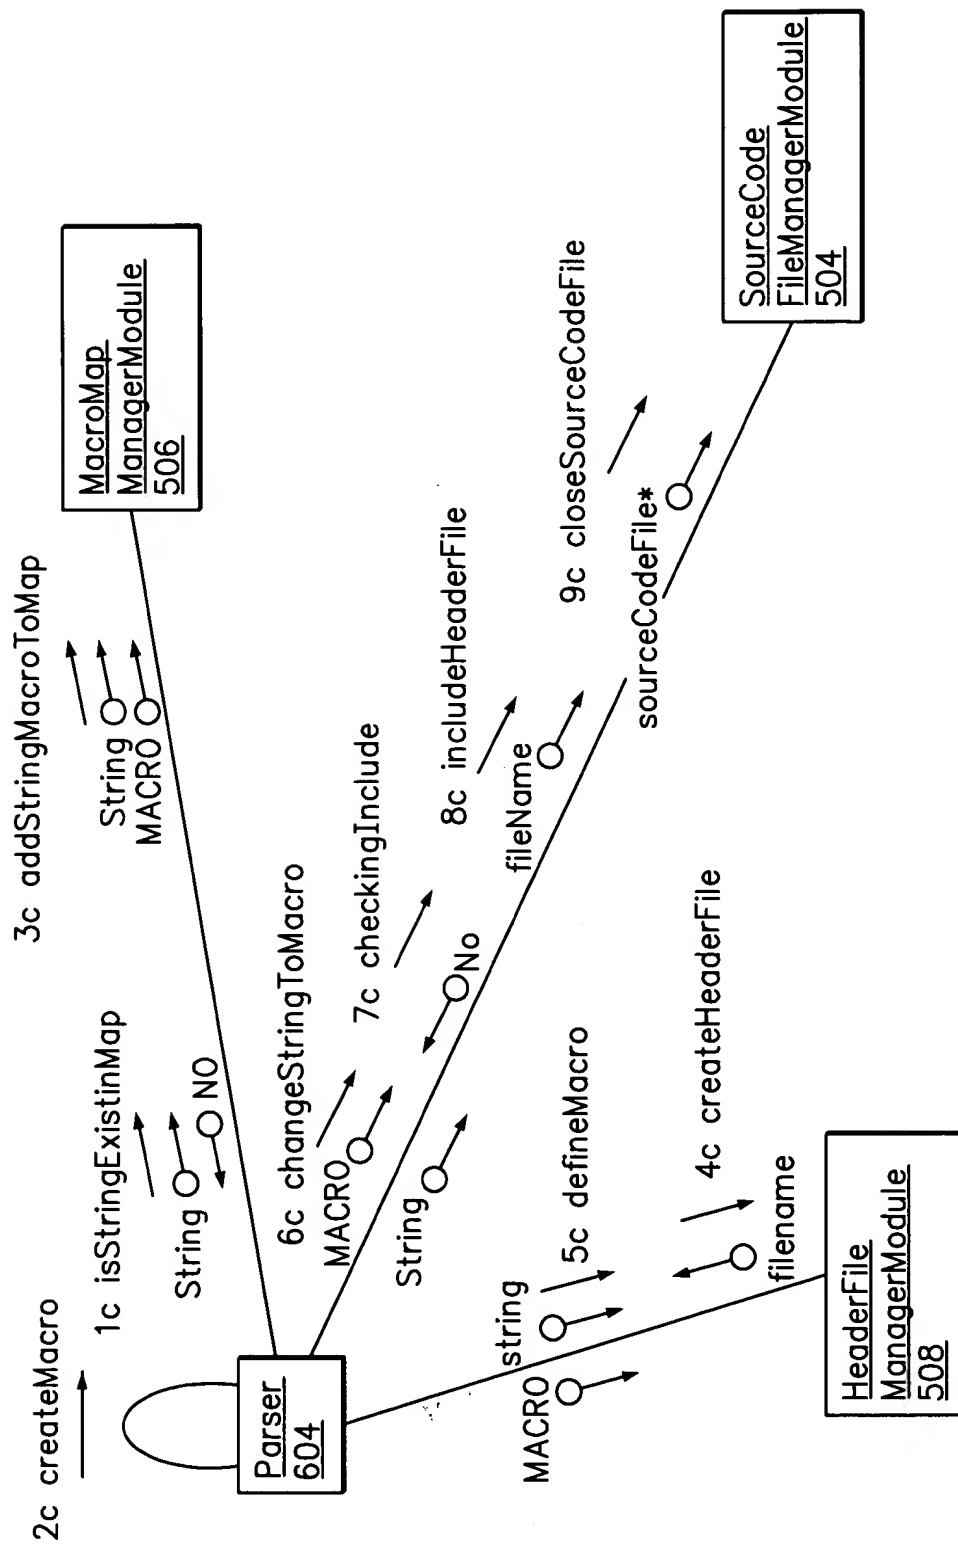 2c createMacro
Parser
604
1c isStringExistinMap
String
NO
3c addStringMacroToMap
String
MACRO
MacroMap
ManagerModule
506
6c changeStringToMacro
MACRO
String
7c checkingInclude
No
8c includeHeaderFile
fileName
9c closeSourceCodeFile
sourceCodeFile*
SourceCode
FileManagerModule
504
5c defineMacro
string
MACRO
4c createHeaderFile
filename
HeaderFile
ManagerModule
508